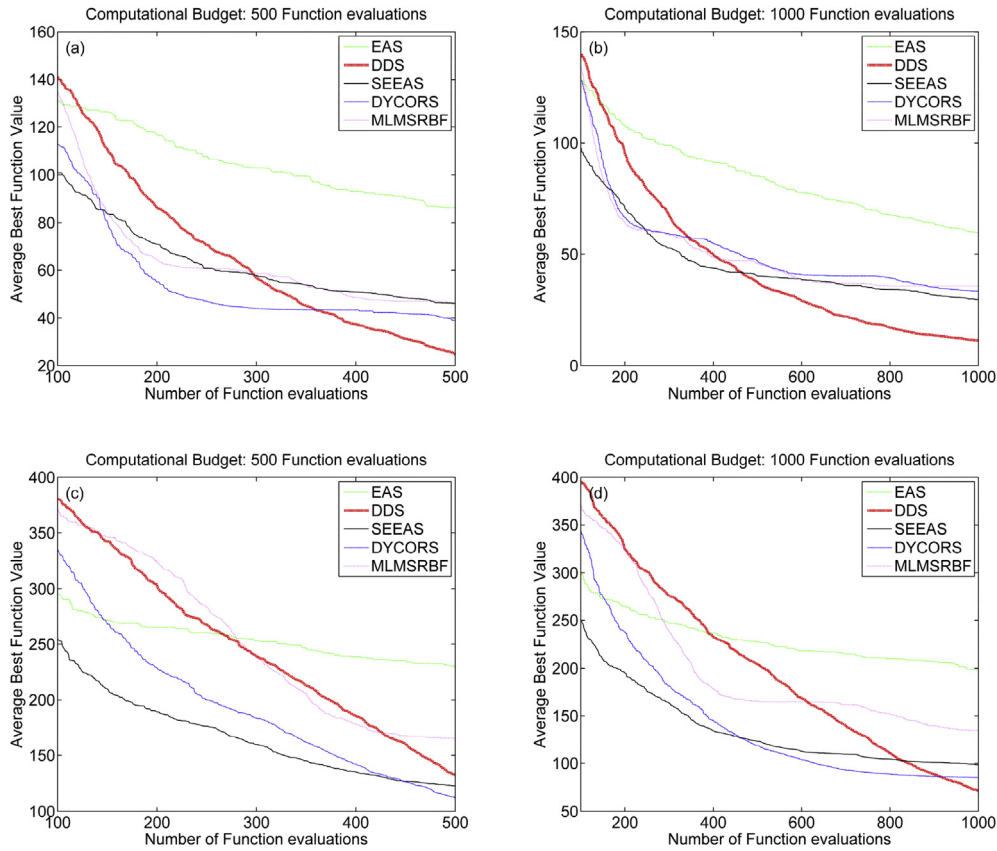 Computational Budget: 500 Function evaluations
(a)
EAS
DDS
SEEAS
DYCORS
MLMSRBF
160
140
120
100
80
60
40
20
Average Best Function Value
100 200 300 400 500
Number of Function evaluations
Computational Budget: 1000 Function evaluations
(b)
EAS
DDS
SEEAS
DYCORS
MLMSRBF
150
100
50
0
Average Best Function Value
200 400 600 800 1000
Number of Function evaluations
Computational Budget: 500 Function evaluations
(c)
EAS
DDS
SEEAS
DYCORS
MLMSRBF
400
350
300
250
200
150
100
Average Best Function Value
100 200 300 400 500
Number of Function evaluations
Computational Budget: 1000 Function evaluations
(d)
EAS
DDS
SEEAS
DYCORS
MLMSRBF
400
350
300
250
200
150
100
50
Average Best Function Value
200 400 600 800 1000
Number of Function evaluations